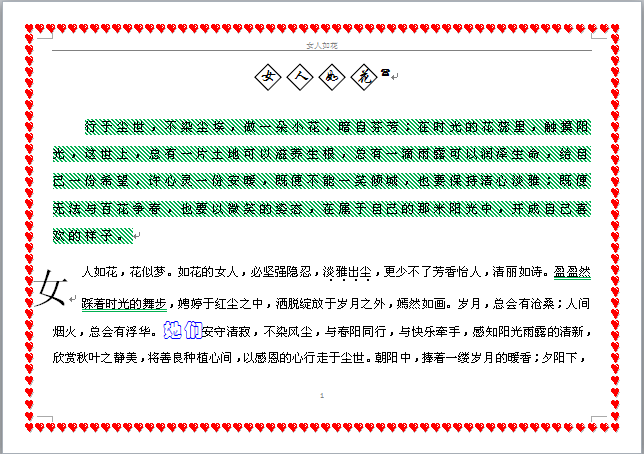 女人如花
女人如花☎
行于尘世，不染尘埃，做一朵小花，暗自芬芳；在时光的花蕊里，触摸阳
光，这世上，总有一片土地可以滋养生根，总有一滴雨露可以润泽生命，给自
己一份希望，许心灵一份安暖，既便不能一笑倾城，也要保持清心淡雅；既便
无法与百花争春，也要以微笑的姿态，在属于自己的那米阳光中，开成自己喜
欢的样子。
女人如花，花似梦。如花的女人，必坚强隐忍，淡雅出尘，更少不了芳香怡人，清丽如诗。盈盈然
踩着时光的舞步，娉婷于红尘之中，洒脱绽放于岁月之外，嫣然如画。岁月，总会有沧桑；人间
烟火，总会有浮华。她们安守清寂，不染风尘，与春阳同行，与快乐牵手，感知阳光雨露的清新，
欣赏秋叶之静美，将善良种植心间，以感恩的心行走于尘世。朝阳中，捧着一缕岁月的暖香；夕阳下，
1